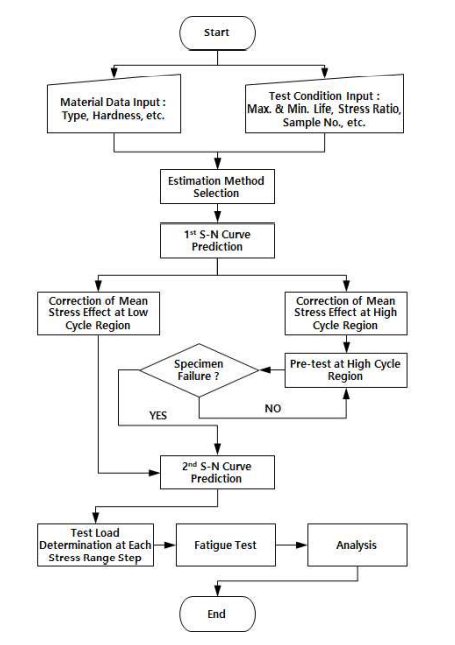 Start
Material Data Input :
Type, Hardness, etc.
Test Condition Input :
Max. & Min. Life, Stress Ratio,
Sample No., etc.
Estimation Method
Selection
1st S-N Curve
Prediction
Correction of Mean
Stress Effect at Low
Cycle Region
Correction of Mean
Stress Effect at High
Cycle Region
Specimen
Failure ?
Pre-test at High Cycle
Region
NO
YES
2nd S-N Curve
Prediction
Test Load
Determination at Each
Stress Range Step
Fatigue Test
Analysis
End